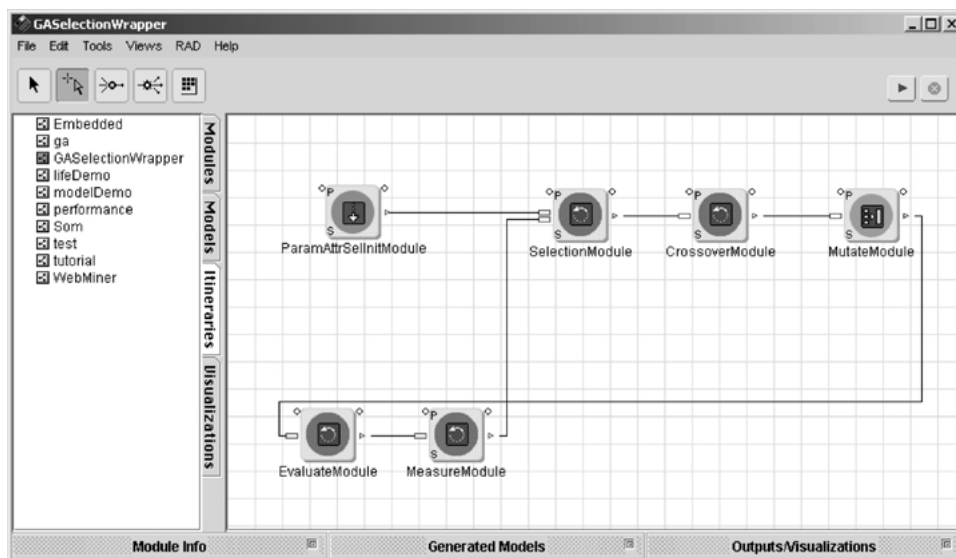 GASelectionWrapper
File Edit Tools Views RAD Help
Embedded
ga
GASelectionWrapper
lifeDemo
modelDemo
performance
Som
test
tutorial
WebMiner
Modules
Models
Itineraries
Visualizations
P
S
ParamAttrSelInitModule
P
S
SelectionModule
P
S
CrossoverModule
P
S
MutateModule
EvaluateModule
P
S
MeasureModule
Module Info
Generated Models
Outputs/Visualizations